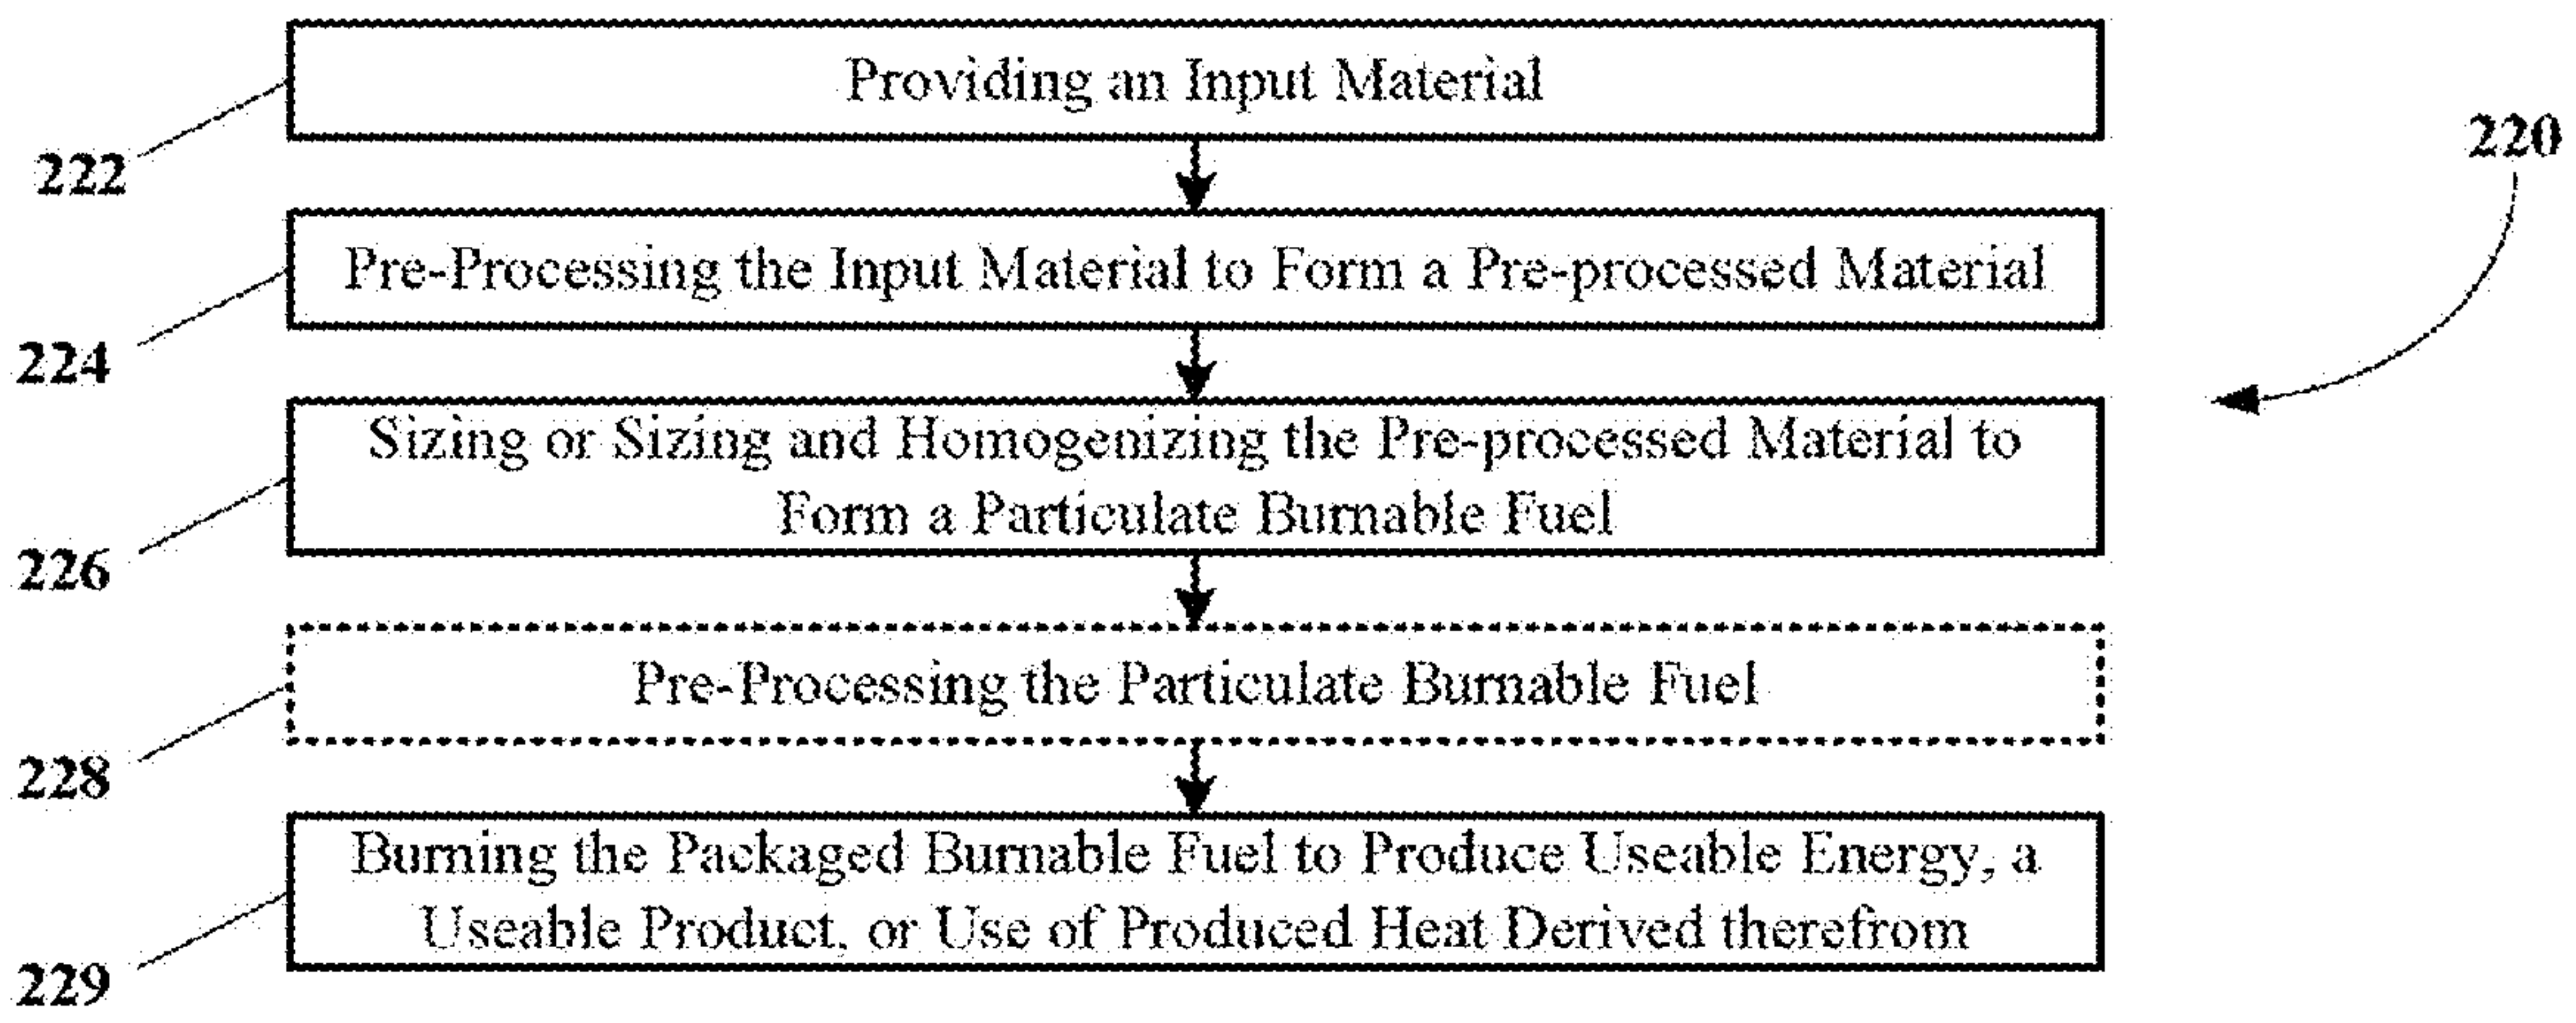 Providing an Input Material
222
220
Pre-Processing the Input Material to Form a Pre-processed Material
224
Sizing or Sizing and Homogenizing the Pre-processed Material to
Form a Particulate Burnable Fuel
226
Pre-Processing the Particulate Burnable Fuel
228
Burning the Packaged Burnable Fuel to Produce Useable Energy, a
Useable Product, or Use of Produced Heat Derived therefrom
229